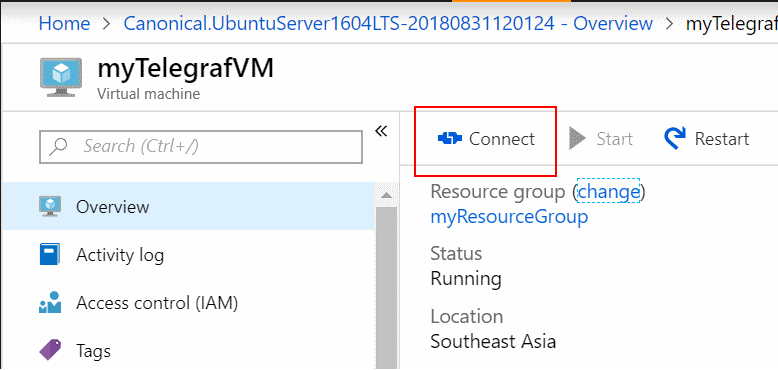 Home > Canonical.UbuntuServer1604LTS-20180831120124 - Overview > myTelegraf
myTelegrafVM
Virtual machine
Search (Ctrl+/)
«
Overview
Activity log
Access control (IAM)
Tags
Connect Start Restart
Resource group (change)
myResourceGroup
Status
Running
Location
Southeast Asia